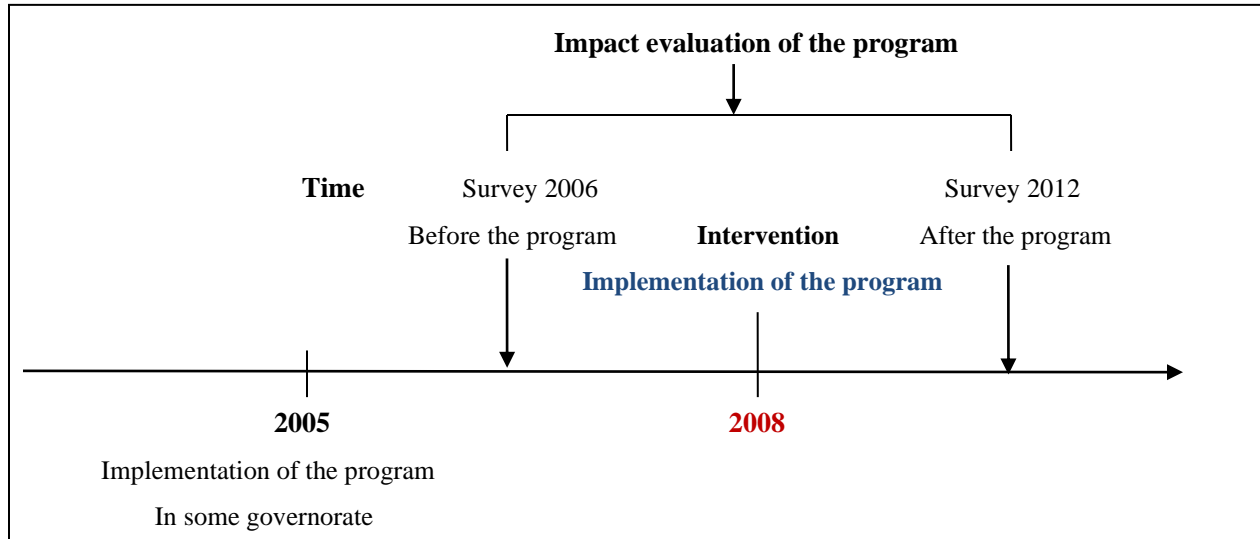 Impact evaluation of the program
Time Survey 2006 Survey 2012
Before the program Intervention After the program
Implementation of the program
2005 2008
Implementation of the program
In some governorate